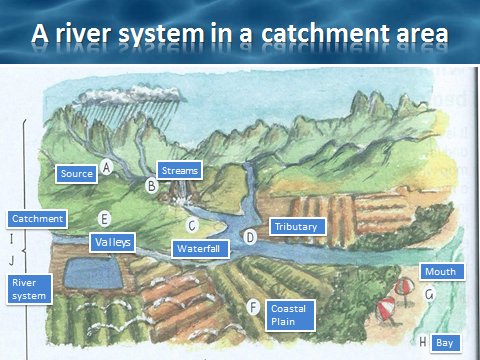 A river system in a catchment area
Source
A
Streams
B
Catchment
E
C
Tributary
I
Valleys
Waterfall
D
J
Mouth
River
system
G
F
Coastal
Plain
H
Bay